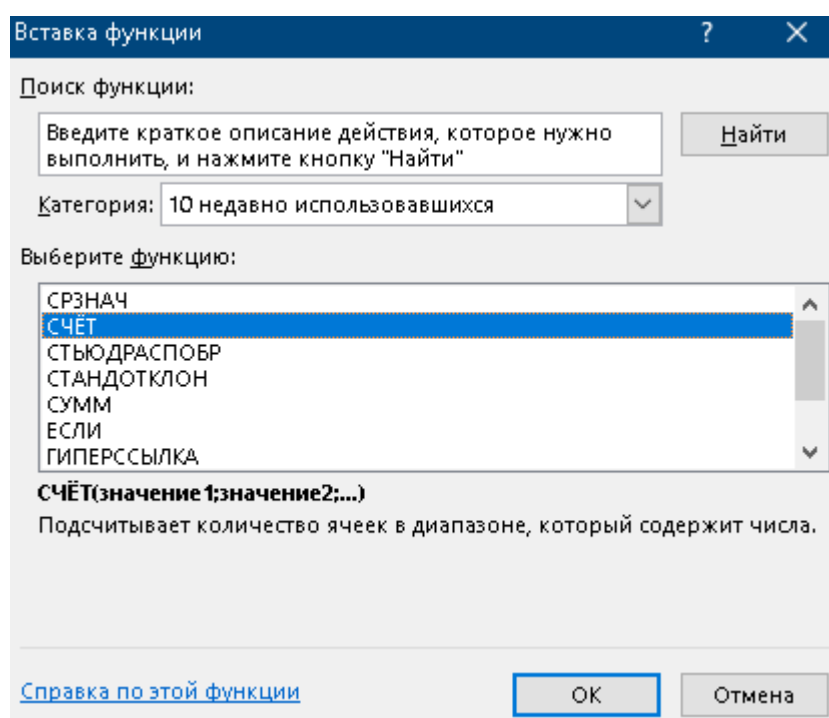 Вставка функции ?
Поиск функции:
Введите краткое описание действия, которое нужно
выполнить, и нажмите кнопку "Найти"
Найти
Категория: 10 недавно использовавшихся
Выберите функцию:
СРЗНАЧ
СЧЁТ
СТЬЮДРАСПОБР
СТАНДОТКЛОН
СУММ
ЕСЛИ
ГИПЕРССЫЛКА
СЧЁТ(значение1;значение2;...)
Подсчитывает количество ячеек в диапазоне, который содержит числа.
Справка по этой функции
ОК
Отмена